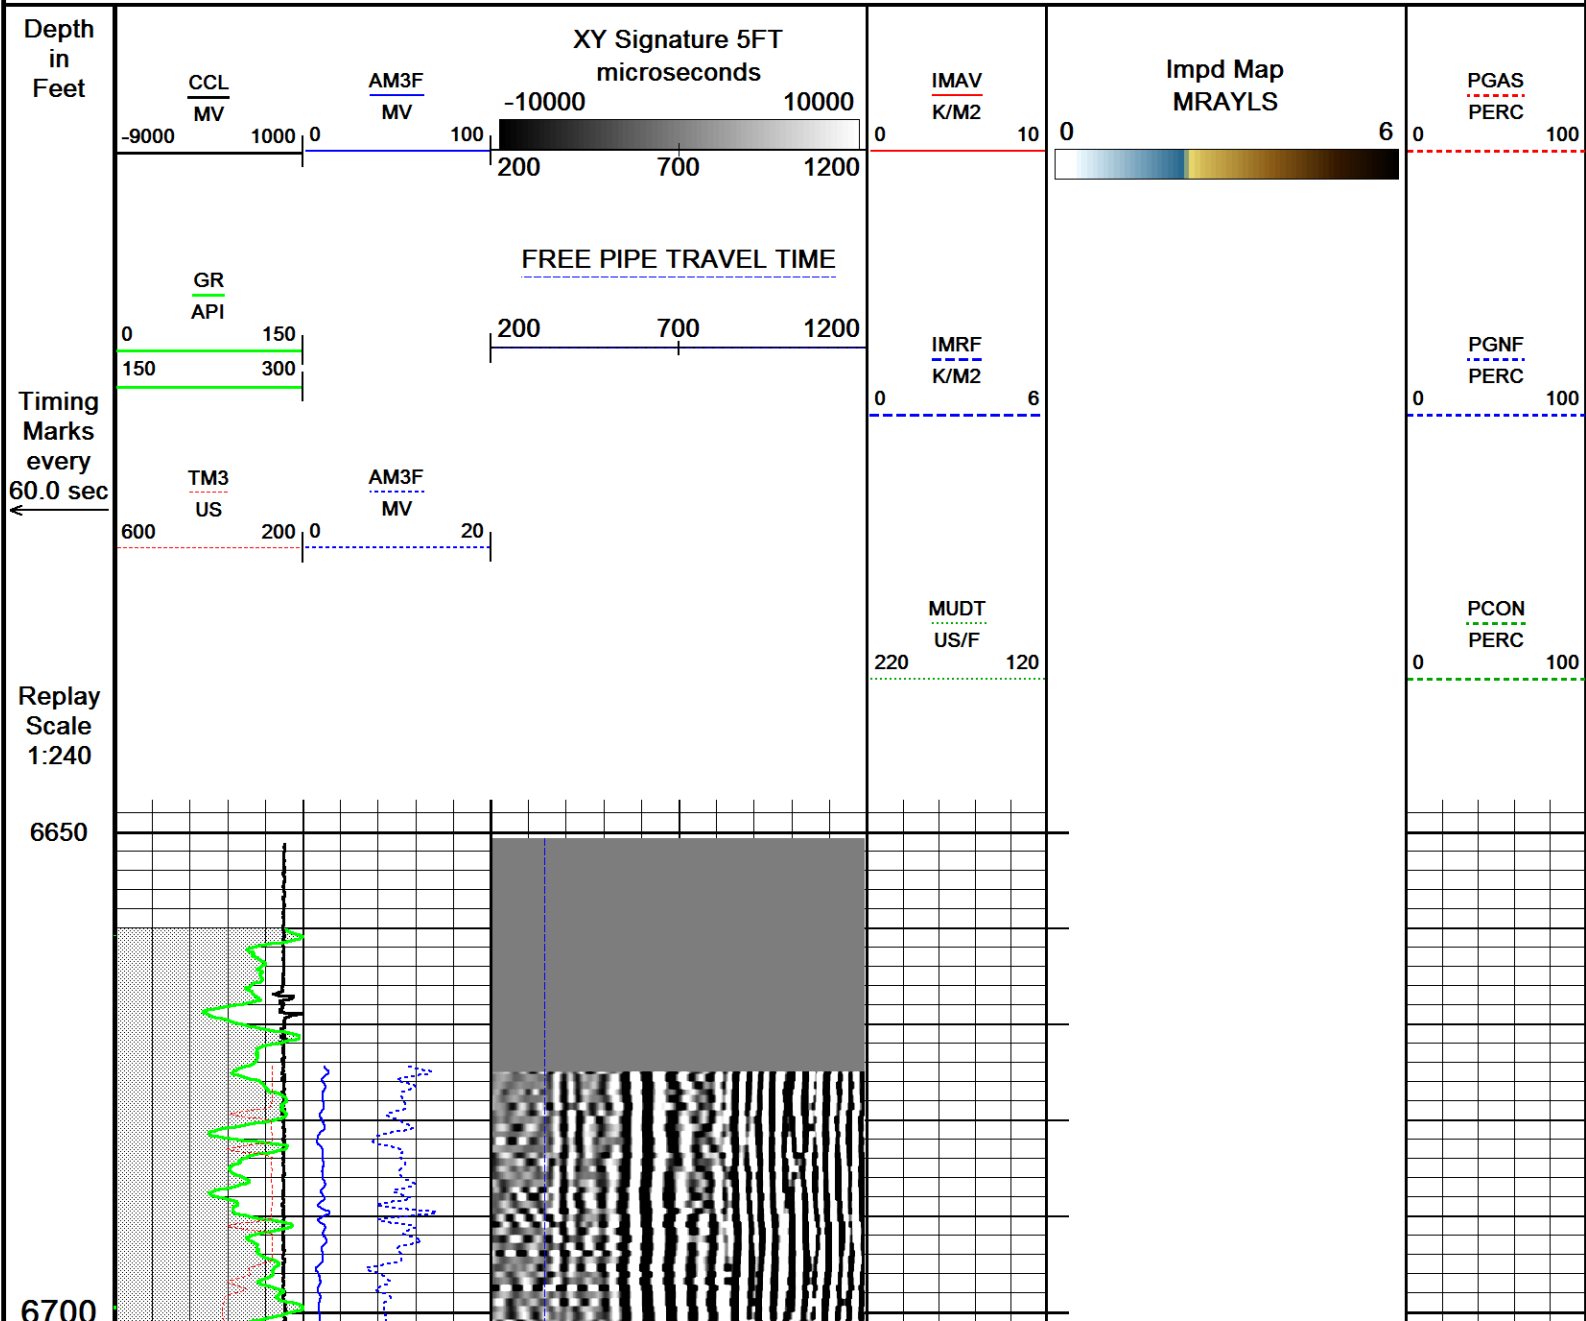 Depth
in
Feet
CCL
MV
-9000 1000
AM3F
MV
0 100
XY Signature 5FT
microseconds
-10000 10000
200 700 1200
IMAV
K/M2
0 10
Impd Map
MRAYLS
0 6
PGAS
PERC
0 100
GR
API
0 150
150 300
FREE PIPE TRAVEL TIME
200 700 1200
IMRF
K/M2
0 6
PGNF
PERC
0 100
Timing
Marks
every
60.0 sec
TM3
US
600 200
AM3F
MV
0 20
MUDT
US/F
220 120
PCON
PERC
0 100
Replay
Scale
1:240
6650
6700